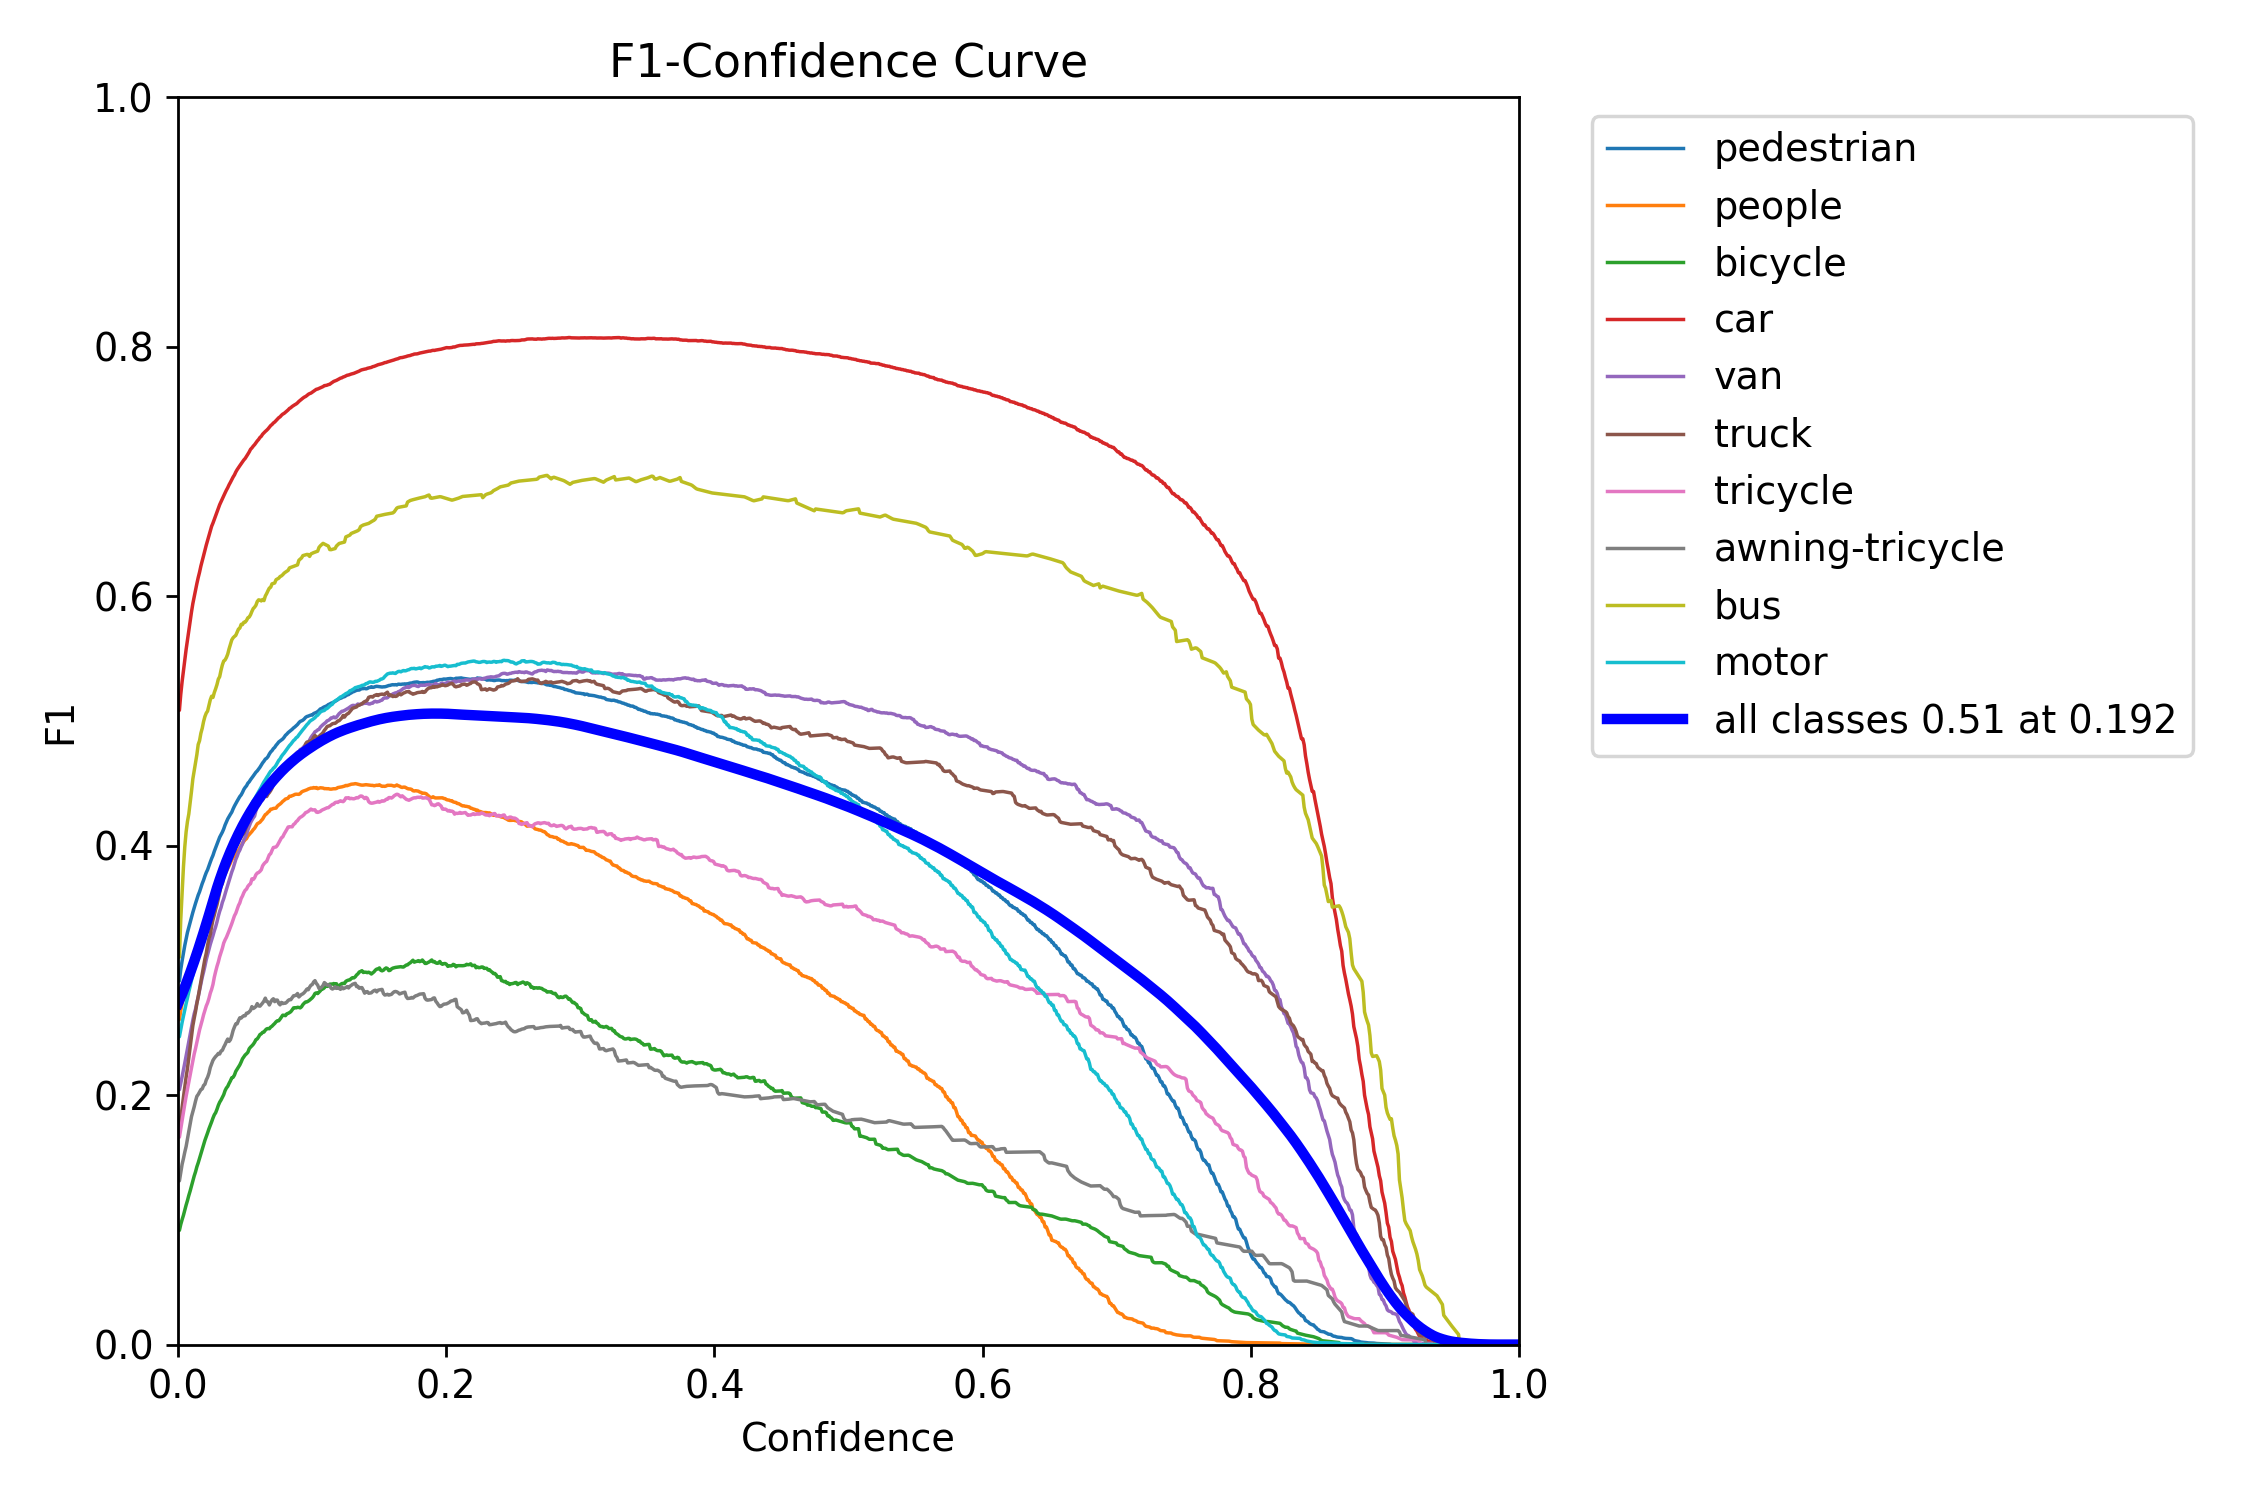 F1-Confidence Curve
1.0
0.8
0.6
0.4
0.2
0.0
F1
0.0 0.2 0.4 0.6 0.8 1.0
Confidence
pedestrian
people
bicycle
car
van
truck
tricycle
awning-tricycle
bus
motor
all classes 0.51 at 0.192